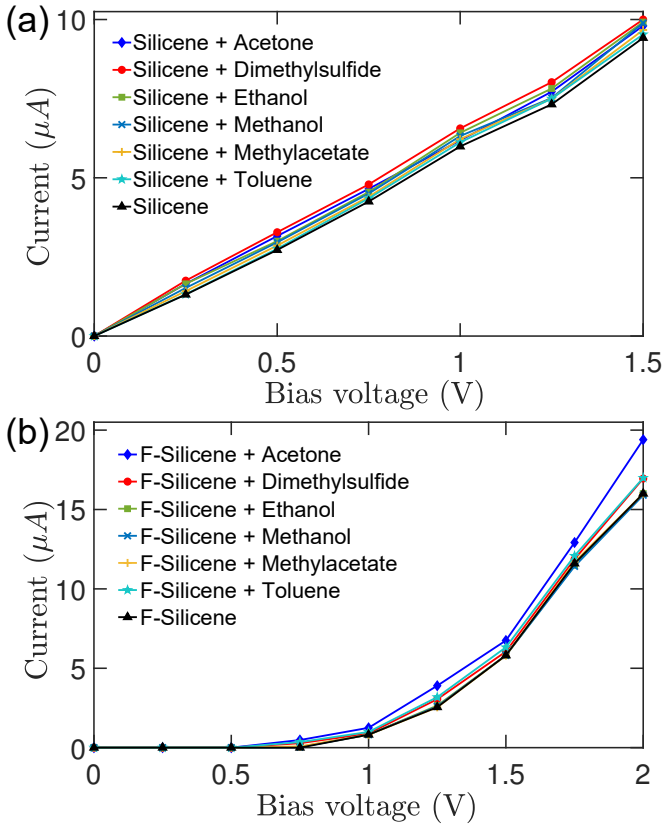 (a)
10
5
0
Current (μA)
Silicene + Acetone
Silicene + Dimethylsulfide
Silicene + Ethanol
Silicene + Methanol
Silicene + Methylacetate
Silicene + Toluene
Silicene
0 0.5 1 1.5
Bias voltage (V)
(b)
20
15
10
5
0
Current (μA)
F-Silicene + Acetone
F-Silicene + Dimethylsulfide
F-Silicene + Ethanol
F-Silicene + Methanol
F-Silicene + Methylacetate
F-Silicene + Toluene
F-Silicene
0 0.5 1 1.5 2
Bias voltage (V)